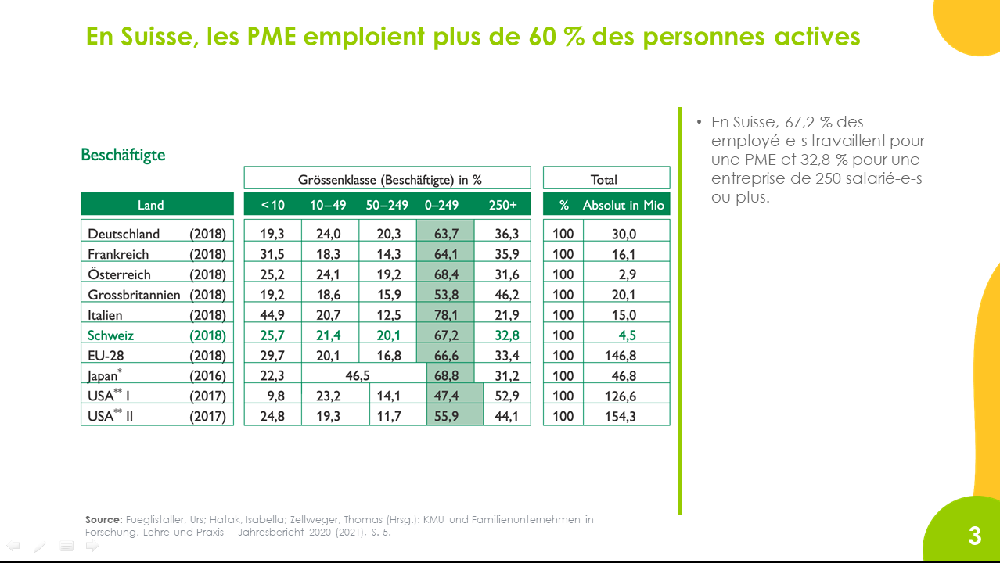 En Suisse, les PME emploient plus de 60 % des personnes actives
Beschäftigte
Grössenklasse (Beschäftigte) in % Total
Land < 10 10–49 50–249 0–249 250+ % Absolut in Mio
Deutschland (2018) 19,3 24,0 20,3 63,7 36,3 100 30,0
Frankreich (2018) 31,5 18,3 14,3 64,1 35,9 100 16,1
Österreich (2018) 25,2 24,1 19,2 68,4 31,6 100 2,9
Grossbritannien (2018) 19,2 18,6 15,9 53,8 46,2 100 20,1
Italien (2018) 44,9 20,7 12,5 78,1 21,9 100 15,0
Schweiz (2018) 25,7 21,4 20,1 67,2 32,8 100 4,5
EU-28 (2018) 29,7 20,1 16,8 66,6 33,4 100 146,8
Japan* (2016) 22,3 46,5 68,8 31,2 100 46,8
USA** I (2017) 9,8 23,2 14,1 47,4 52,9 100 126,6
USA** II (2017) 24,8 19,3 11,7 55,9 44,1 100 154,3
• En Suisse, 67,2 % des
employé-e-s travaillent pour
une PME et 32,8 % pour une
entreprise de 250 salarié-e-s
ou plus.
Source: Fueglistaller, Urs; Hatak, Isabella; Zellweger, Thomas (Hrsg.): KMU und Familienunternehmen in
Forschung, Lehre und Praxis – Jahresbericht 2020 (2021), S. 5.
3